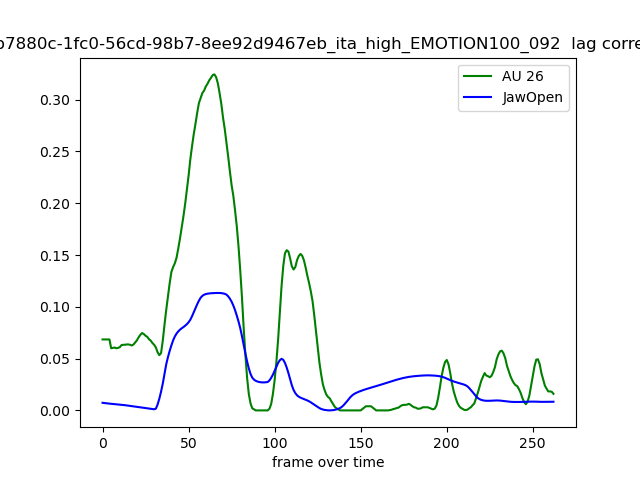 b7880c-1fc0-56cd-98b7-8ee92d9467eb_ita_high_EMOTION100_092  lag corre
AU 26
JawOpen
0.30
0.25
0.20
0.15
0.10
0.05
0.00
0 50 100 150 200 250
frame over time